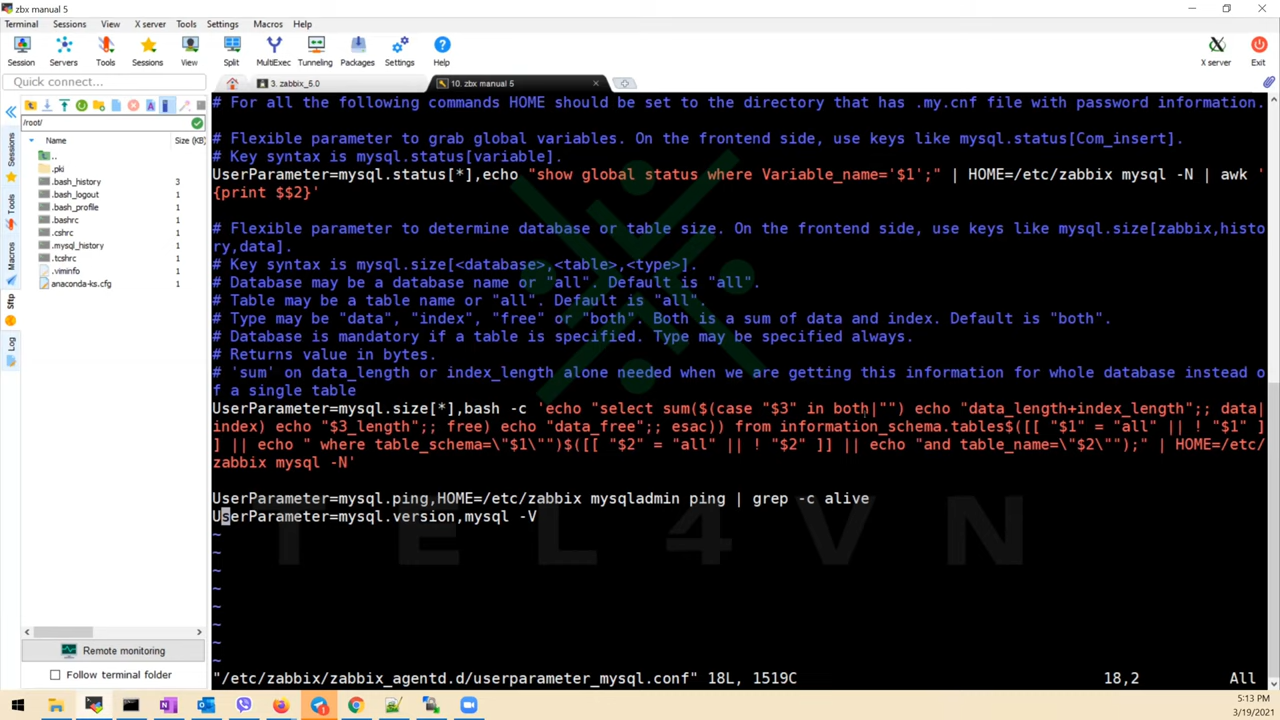 zbx manual 5
Terminal Sessions View X server Tools Settings Macros Help
Session Servers Tools Sessions View Split MultiExec Tunneling Packages Settings Help X server Exit
Quick connect...
3. zabbix_5.0
10. zbx manual 5
/root/
Name Size (KB)
..
.pki
.bash_history 3
.bash_logout 1
.bash_profile 1
.bashrc 1
.cshrc 1
.mysql_history 1
.tcshrc 1
.viminfo 1
anaconda-ks.cfg 1
Sessions
Tools
Macros
Sftp
Log
Remote monitoring
Follow terminal folder
# For all the following commands HOME should be set to the directory that has .my.cnf file with password information.
# Flexible parameter to grab global variables. On the frontend side, use keys like mysql.status[Com_insert].
# Key syntax is mysql.status[variable].
UserParameter=mysql.status[*],echo "show global status where Variable_name='$1';" | HOME=/etc/zabbix mysql -N | awk '
{print $$2}'
# Flexible parameter to determine database or table size. On the frontend side, use keys like mysql.size[zabbix,histo
ry,data].
# Key syntax is mysql.size[<database>,<table>,<type>].
# Database may be a database name or "all". Default is "all".
# Table may be a table name or "all". Default is "all".
# Type may be "data", "index", "free" or "both". Both is a sum of data and index. Default is "both".
# Database is mandatory if a table is specified. Type may be specified always.
# Returns value in bytes.
# 'sum' on data_length or index_length alone needed when we are getting this information for whole database instead o
f a single table
UserParameter=mysql.size[*],bash -c 'echo "select sum($(case "$3" in both|"") echo "data_length+index_length";; data|
index) echo "$3_length";; free) echo "data_free";; esac)) from information_schema.tables$([[ "$1" = "all" || ! "$1" ]
] || echo " where table_schema=\"$1\"")$([[ "$2" = "all" || ! "$2" ]] || echo "and table_name=\"$2\"");" | HOME=/etc/
zabbix mysql -N'
UserParameter=mysql.ping,HOME=/etc/zabbix mysqladmin ping | grep -c alive
UserParameter=mysql.version,mysql -V
~
~
~
~
~
~
~
~
TEL4VN
"/etc/zabbix/zabbix_agentd.d/userparameter_mysql.conf" 18L, 1519C 18,2 All
5:13 PM
3/19/2021